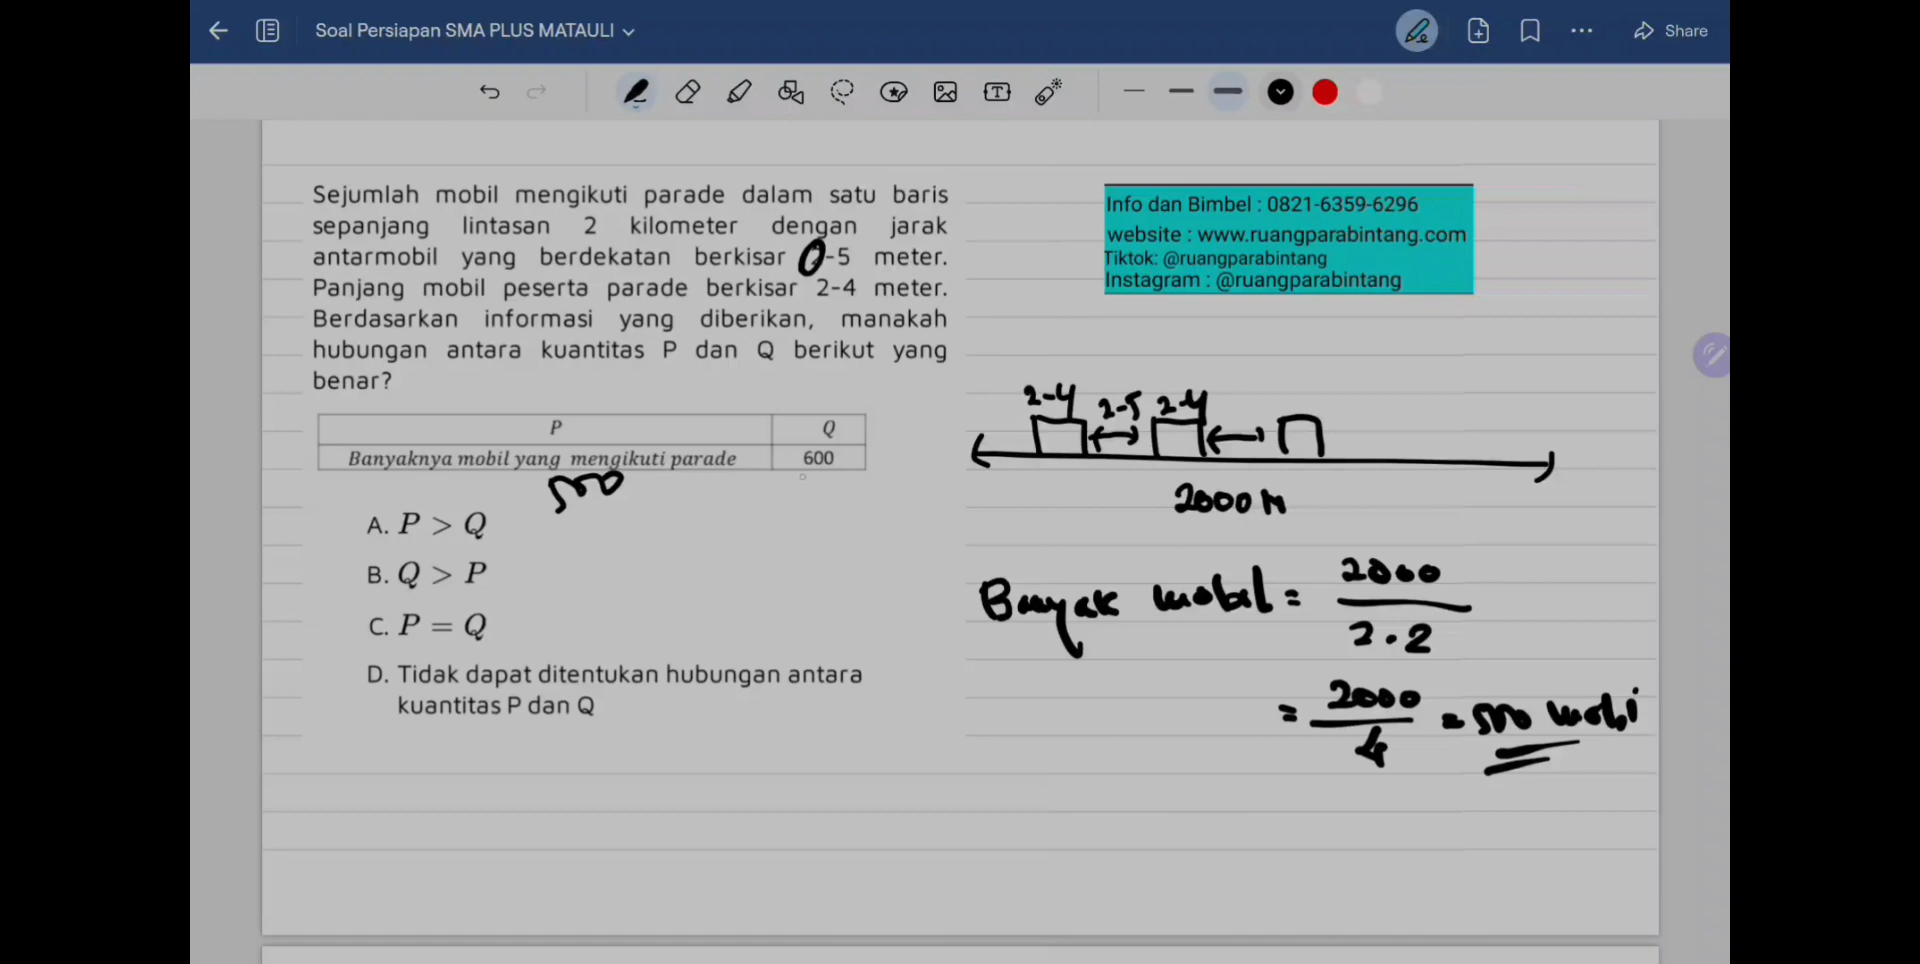 Soal Persiapan SMA PLUS MATAULI
Share
Sejumlah mobil mengikuti parade dalam satu baris
sepanjang lintasan 2 kilometer dengan jarak
antarmobil yang berdekatan berkisar 2-5 meter.
Panjang mobil peserta parade berkisar 2-4 meter.
Berdasarkan informasi yang diberikan, manakah
hubungan antara kuantitas P dan Q berikut yang
benar?
P Q
Banyaknya mobil yang mengikuti parade 600
500
A. P > Q
B. Q > P
C. P = Q
D. Tidak dapat ditentukan hubungan antara
kuantitas P dan Q
Info dan Bimbel : 0821-6359-6296
website : www.ruangparabintang.com
Tiktok: @ruangparabintang
Instagram : @ruangparabintang
2-4 2-5 2-4
2000 M
Banyak mobil = 2000
2 . 2
= 2000
4
= 500 mobi